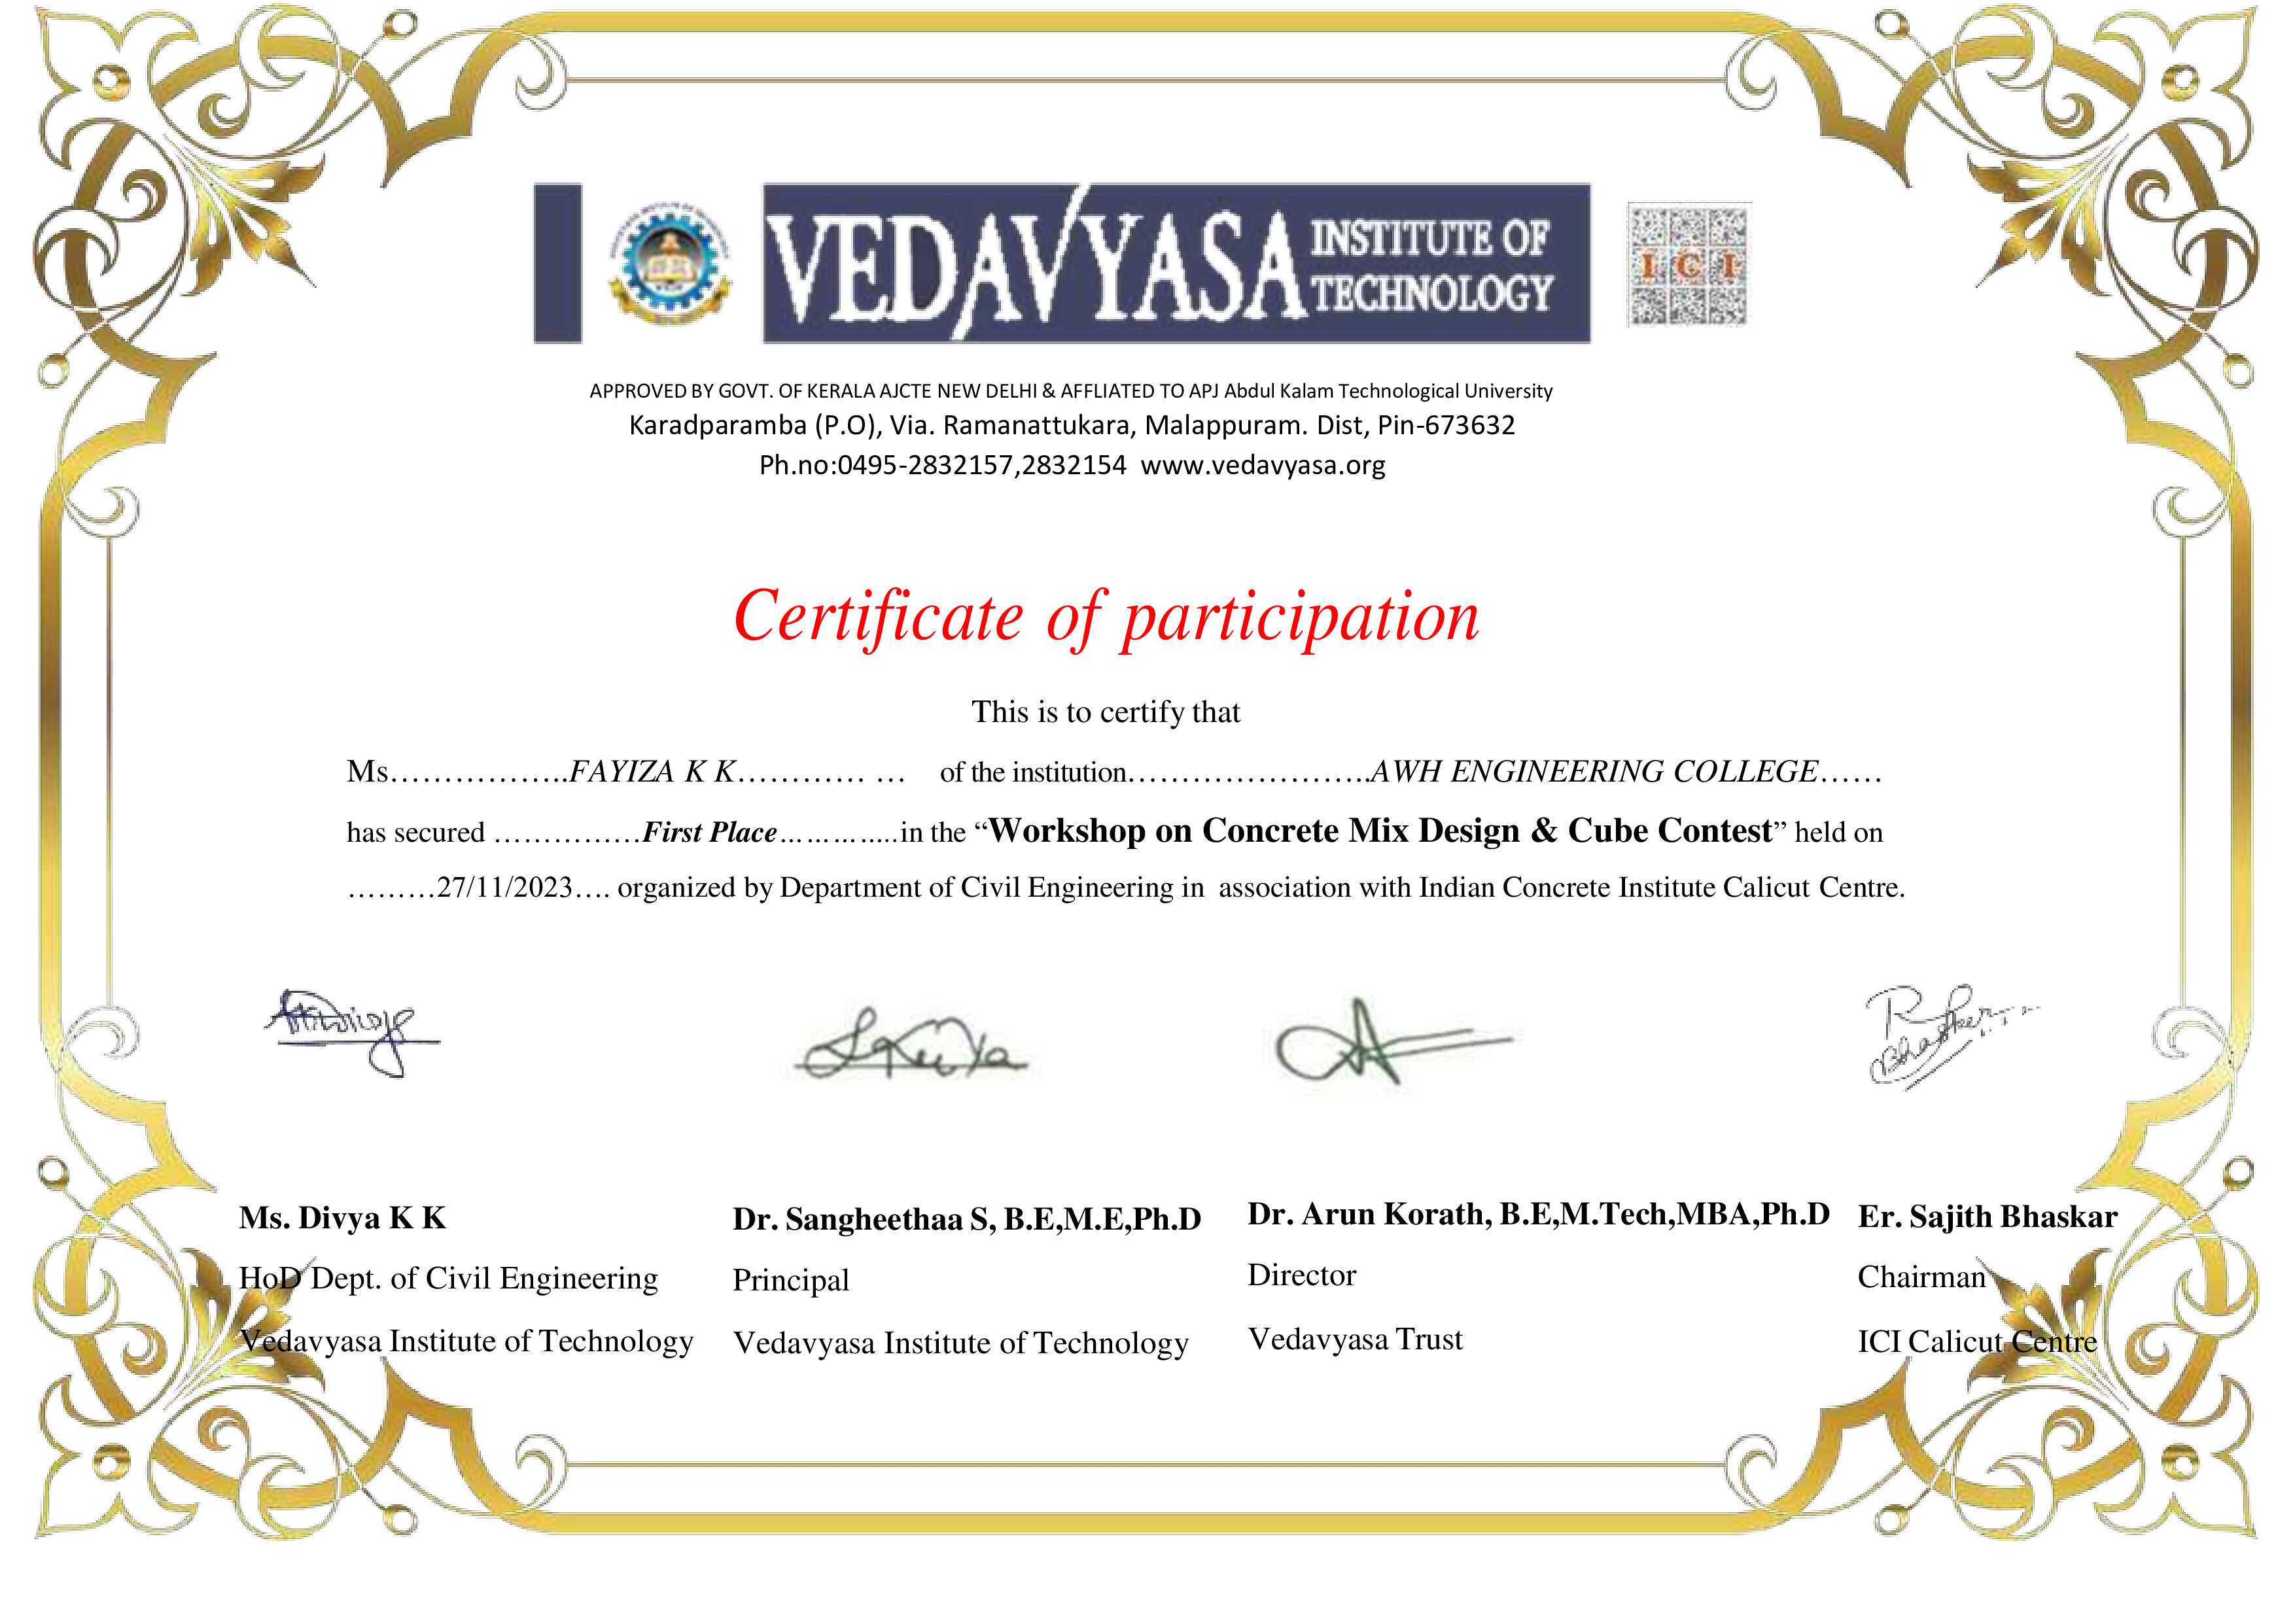 VEDAVYASA INSTITUTE OF TECHNOLOGY
I C I
APPROVED BY GOVT. OF KERALA AJCTE NEW DELHI & AFFLIATED TO APJ Abdul Kalam Technological University
Karadparamba (P.O), Via. Ramanattukara, Malappuram. Dist, Pin-673632
Ph.no:0495-2832157,2832154 www.vedavyasa.org
Certificate of participation
This is to certify that
Ms……………..FAYIZA K K………… … of the institution…………………..AWH ENGINEERING COLLEGE……
has secured ……………First Place…………..in the “Workshop on Concrete Mix Design & Cube Contest” held on
………27/11/2023…. organized by Department of Civil Engineering in association with Indian Concrete Institute Calicut Centre.
Ms. Divya K K
HoD Dept. of Civil Engineering
Vedavyasa Institute of Technology
Dr. Sangheethaa S, B.E,M.E,Ph.D
Principal
Vedavyasa Institute of Technology
Dr. Arun Korath, B.E,M.Tech,MBA,Ph.D
Director
Vedavyasa Trust
Er. Sajith Bhaskar
Chairman
ICI Calicut Centre